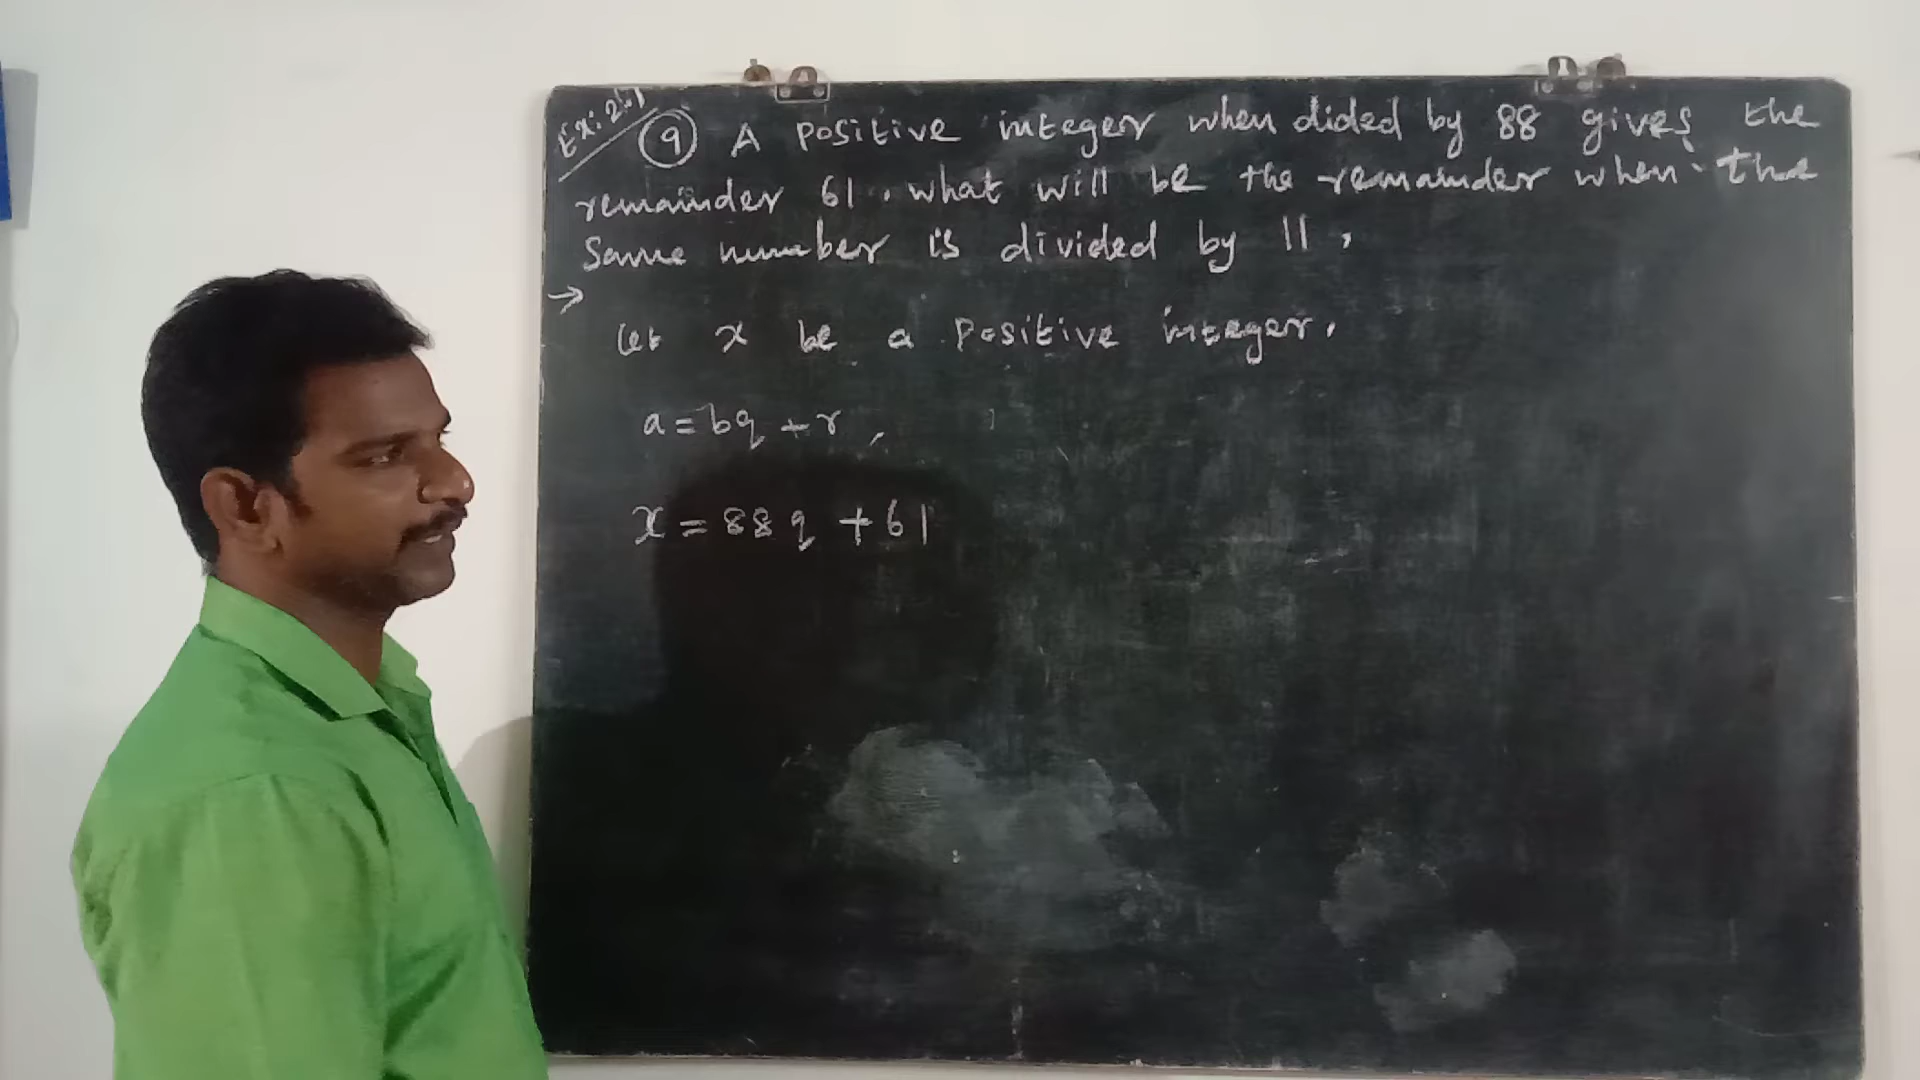 Ex: 2.1
9 A positive integer when dided by 88 gives the
remainder 61. what will be the remainder when the
same number is divided by 11,
→
Let x be a positive integer.
a = bq + r,
x = 88q + 61